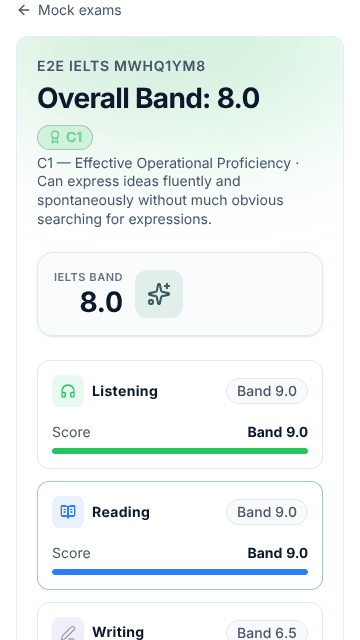 Mock exams
E2E IELTS MWHQ1YM8
Overall Band: 8.0
C1
C1 — Effective Operational Proficiency ·
Can express ideas fluently and
spontaneously without much obvious
searching for expressions.
IELTS BAND
8.0
Listening Band 9.0
Score Band 9.0
Reading Band 9.0
Score Band 9.0
Writing Band 6.5